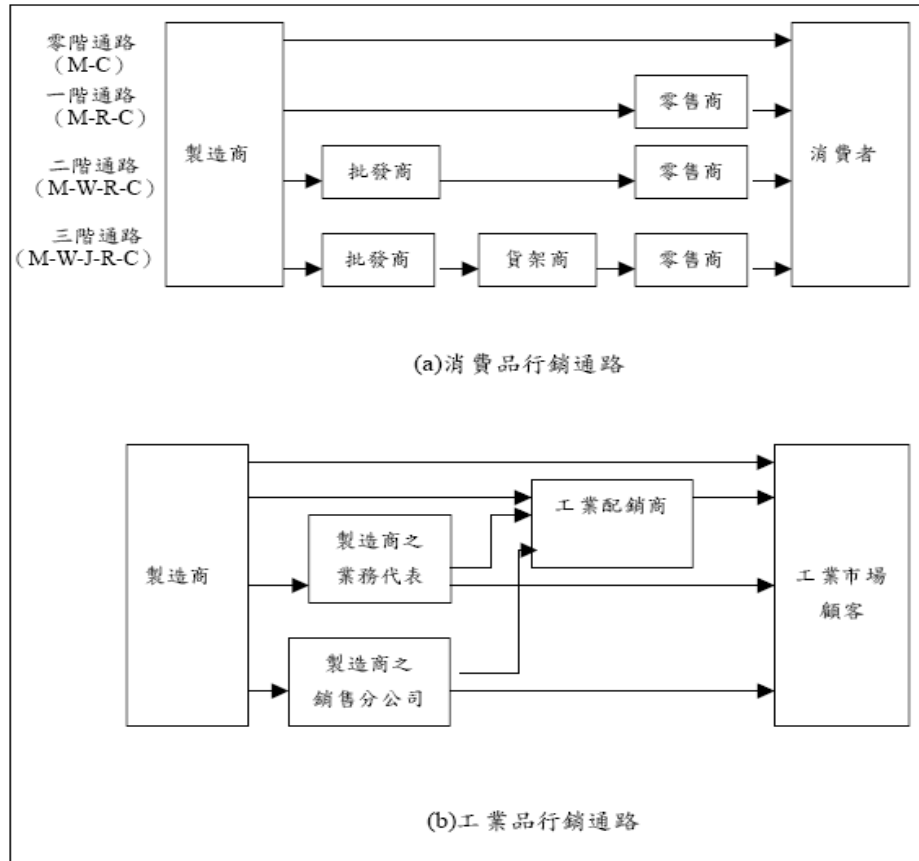 零階通路
（M-C）
一階通路
（M-R-C）
零售商
製造商
消費者
二階通路
（M-W-R-C）
批發商
零售商
三階通路
（M-W-J-R-C）
批發商
貨架商
零售商
(a)消費品行銷通路
工業配銷商
製造商之
業務代表
製造商
工業市場
顧客
製造商之
銷售分公司
(b)工業品行銷通路